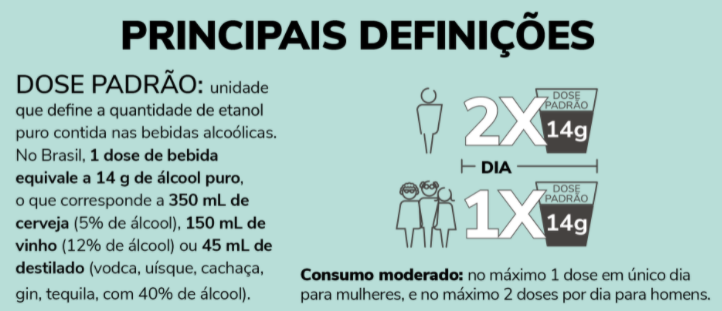 PRINCIPAIS DEFINIÇÕES
DOSE PADRÃO: unidade
que define a quantidade de etanol
puro contida nas bebidas alcoólicas.
No Brasil, 1 dose de bebida
equivale a 14 g de álcool puro,
o que corresponde a 350 mL de
cerveja (5% de álcool), 150 mL de
vinho (12% de álcool) ou 45 mL de
destilado (vodca, uísque, cachaça,
gin, tequila, com 40% de álcool).
2X
DOSE
PADRÃO
14g
DIA
1X
DOSE
PADRÃO
14g
Consumo moderado: no máximo 1 dose em único dia
para mulheres, e no máximo 2 doses por dia para homens.